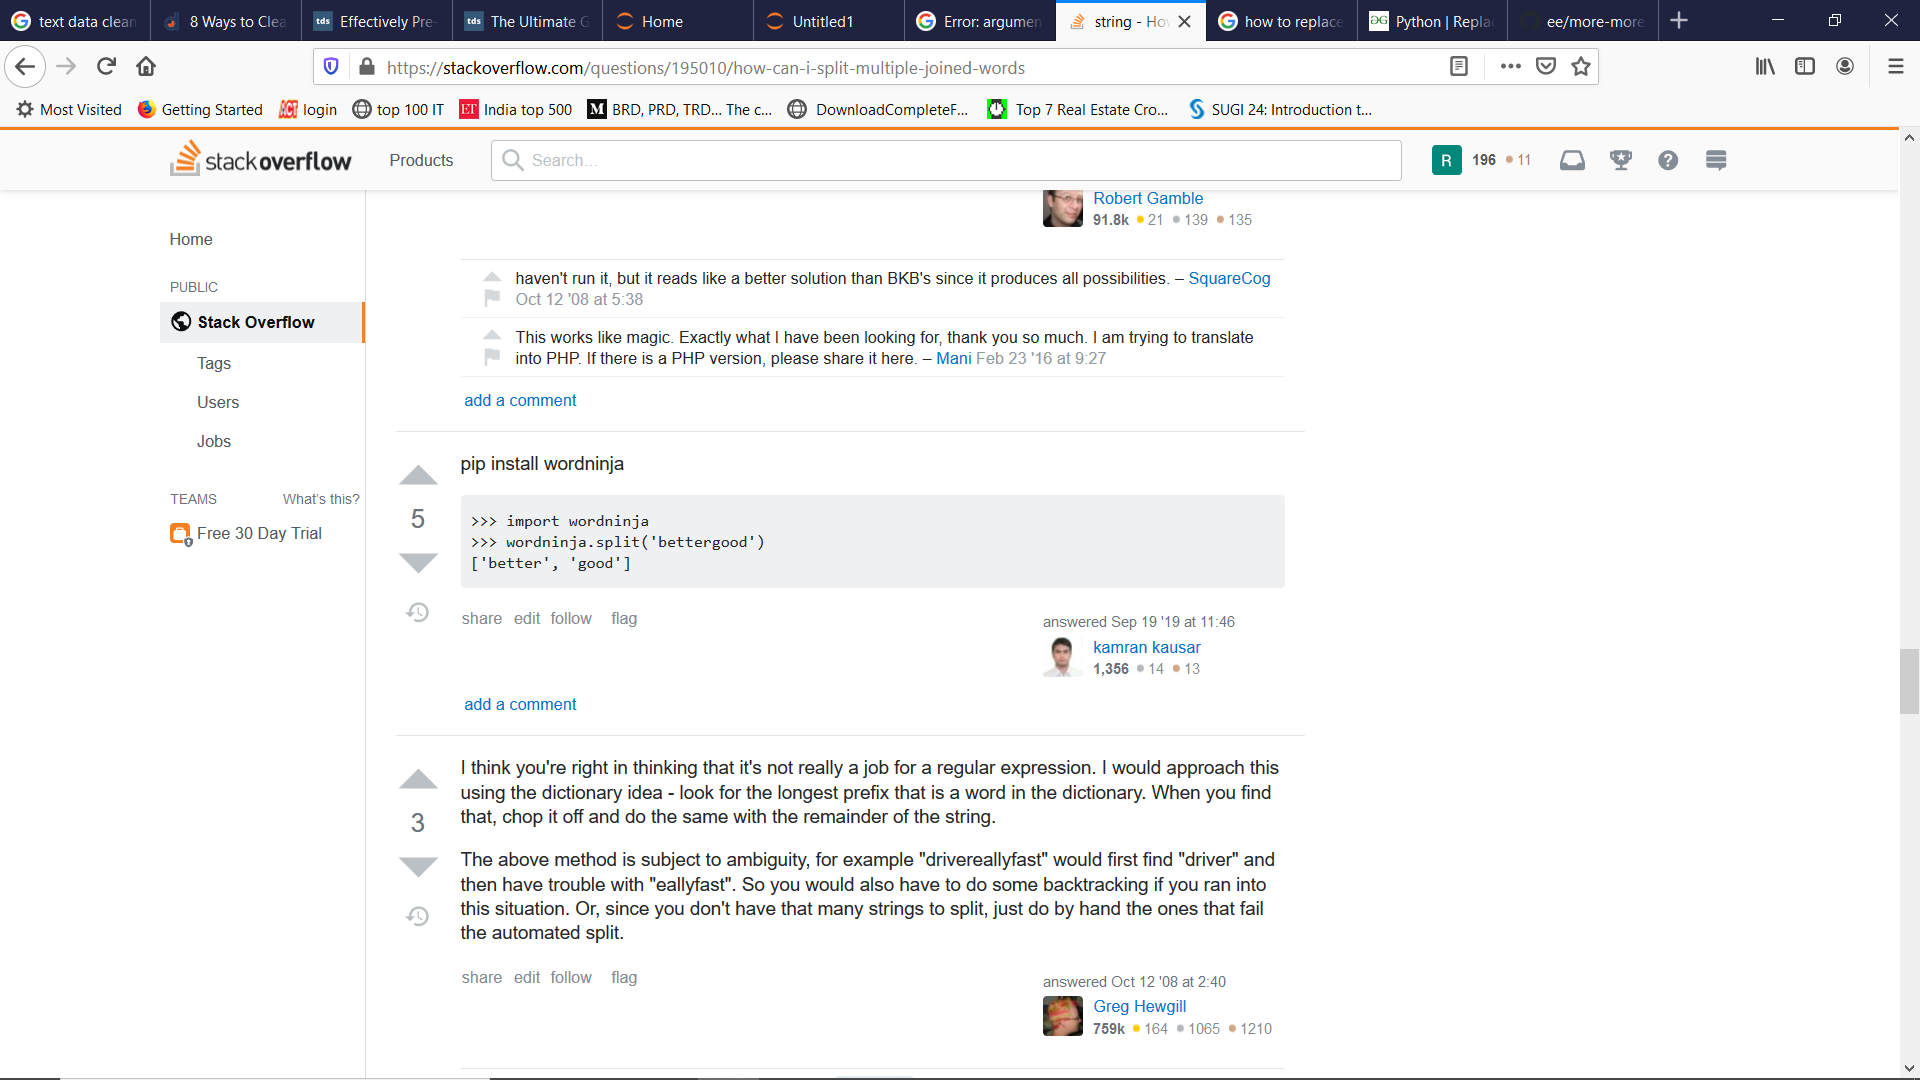 text data clean
8 Ways to Clea
tds Effectively Pre-
tds The Ultimate G
Home
Untitled1
Error: argumen
string - How
how to replace
Python | Repla
ee/more-more
https://stackoverflow.com/questions/195010/how-can-i-split-multiple-joined-words
Most Visited
Getting Started
ACT login
top 100 IT
ET India top 500
M BRD, PRD, TRD... The c...
DownloadCompleteF...
Top 7 Real Estate Cro...
SUGI 24: Introduction t...
stackoverflow
Products
Search...
R 196 11
Home
PUBLIC
Stack Overflow
Tags
Users
Jobs
TEAMS What's this?
Free 30 Day Trial
Robert Gamble
91.8k 21 139 135
haven't run it, but it reads like a better solution than BKB's since it produces all possibilities. – SquareCog
Oct 12 '08 at 5:38
This works like magic. Exactly what I have been looking for, thank you so much. I am trying to translate
into PHP. If there is a PHP version, please share it here. – Mani Feb 23 '16 at 9:27
add a comment
pip install wordninja
5
>>> import wordninja
>>> wordninja.split('bettergood')
['better', 'good']
share edit follow flag
answered Sep 19 '19 at 11:46
kamran kausar
1,356 14 13
add a comment
3
I think you're right in thinking that it's not really a job for a regular expression. I would approach this
using the dictionary idea - look for the longest prefix that is a word in the dictionary. When you find
that, chop it off and do the same with the remainder of the string.
The above method is subject to ambiguity, for example "drivereallyfast" would first find "driver" and
then have trouble with "eallyfast". So you would also have to do some backtracking if you ran into
this situation. Or, since you don't have that many strings to split, just do by hand the ones that fail
the automated split.
share edit follow flag
answered Oct 12 '08 at 2:40
Greg Hewgill
759k 164 1065 1210